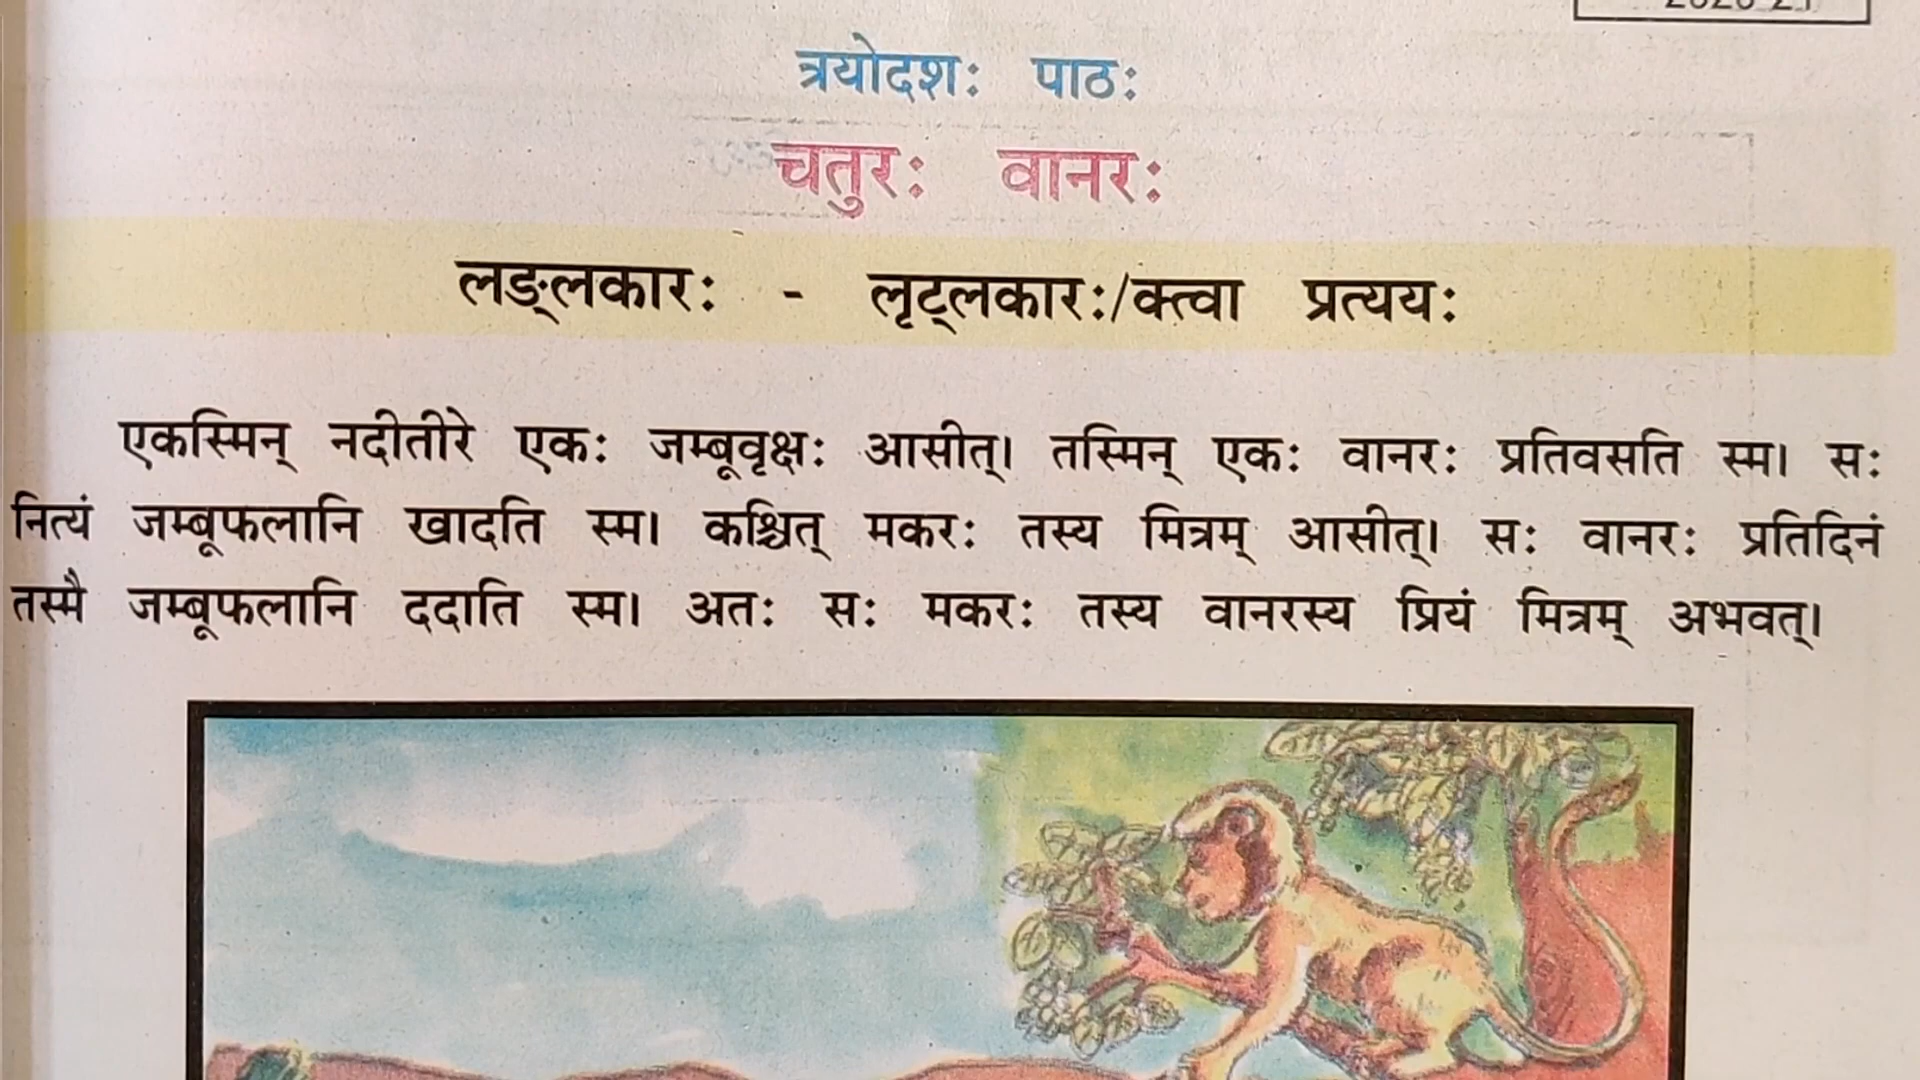 त्रयोदशः पाठः
चतुरः वानरः
लङ्लकारः - लृट्लकारः/क्त्वा प्रत्ययः
एकस्मिन् नदीतीरे एकः जम्बूवृक्षः आसीत्। तस्मिन् एकः वानरः प्रतिवसति स्म। सः
नित्यं जम्बूफलानि खादति स्म। कश्चित् मकरः तस्य मित्रम् आसीत्। सः वानरः प्रतिदिनं
तस्मै जम्बूफलानि ददाति स्म। अतः सः मकरः तस्य वानरस्य प्रियं मित्रम् अभवत्।